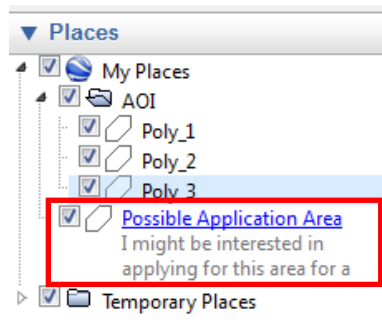 Places
My Places
AOI
Poly_1
Poly_2
Poly_3
Possible Application Area
I might be interested in
applying for this area for a
Temporary Places